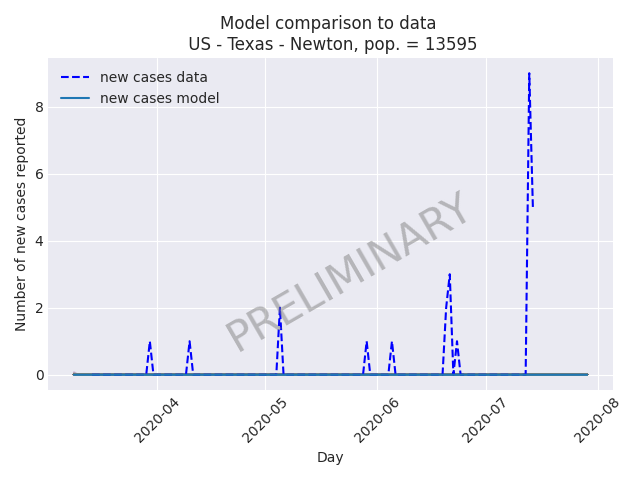 Model comparison to data
US - Texas - Newton, pop. = 13595
new cases data
new cases model
Number of new cases reported
8
6
4
2
0
PRELIMINARY
2020-04
2020-05
2020-06
2020-07
2020-08
Day